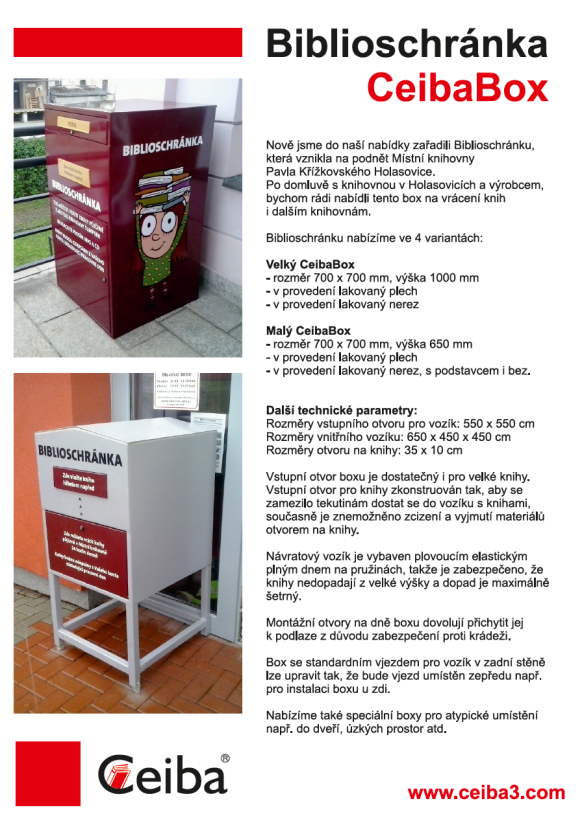 Biblioschránka
CeibaBox
Nově jsme do naší nabídky zařadili Biblioschránku,
která vznikla na podnět Místní knihovny
Pavla Křížkovského Holasovice.
Po domluvě s knihovnou v Holasovicích a výrobcem,
bychom rádi nabídli tento box na vrácení knih
i dalším knihovnám.
Biblioschránku nabízíme ve 4 variantách:
Velký CeibaBox
- rozměr 700 x 700 mm, výška 1000 mm
- v provedení lakovaný plech
- v provedení lakovaný nerez
Malý CeibaBox
- rozměr 700 x 700 mm, výška 650 mm
- v provedení lakovaný plech
- v provedení lakovaný nerez, s podstavcem i bez.
Další technické parametry:
Rozměry vstupního otvoru pro vozík: 550 x 550 cm
Rozměry vnitřního vozíku: 650 x 450 x 450 cm
Rozměry otvoru na knihy: 35 x 10 cm
Vstupní otvor boxu je dostatečný i pro velké knihy.
Vstupní otvor pro knihy zkonstruován tak, aby se
zamezilo tekutinám dostat se do vozíku s knihami,
současně je znemožněno zcizení a vyjmutí materiálů
otvorem na knihy.
Návratový vozík je vybaven plovoucím elastickým
plným dnem na pružinách, takže je zabezpečeno, že
knihy nedopadají z velké výšky a dopad je maximálně
šetrný.
Montážní otvory na dně boxu dovolují přichytit jej
k podlaze z důvodu zabezpečení proti krádeži.
Box se standardním vjezdem pro vozík v zadní stěně
lze upravit tak, že bude vjezd umístěn zepředu např.
pro instalaci boxu u zdi.
Nabízíme také speciální boxy pro atypické umístění
např. do dveří, úzkých prostor atd.
BIBLIOSCHRÁNKA
BIBLIOSCHRÁNKA
BIBLIOSCHRÁNKA
Zde vložte knihu
hřbetem napřed
Ceiba®
www.ceiba3.com